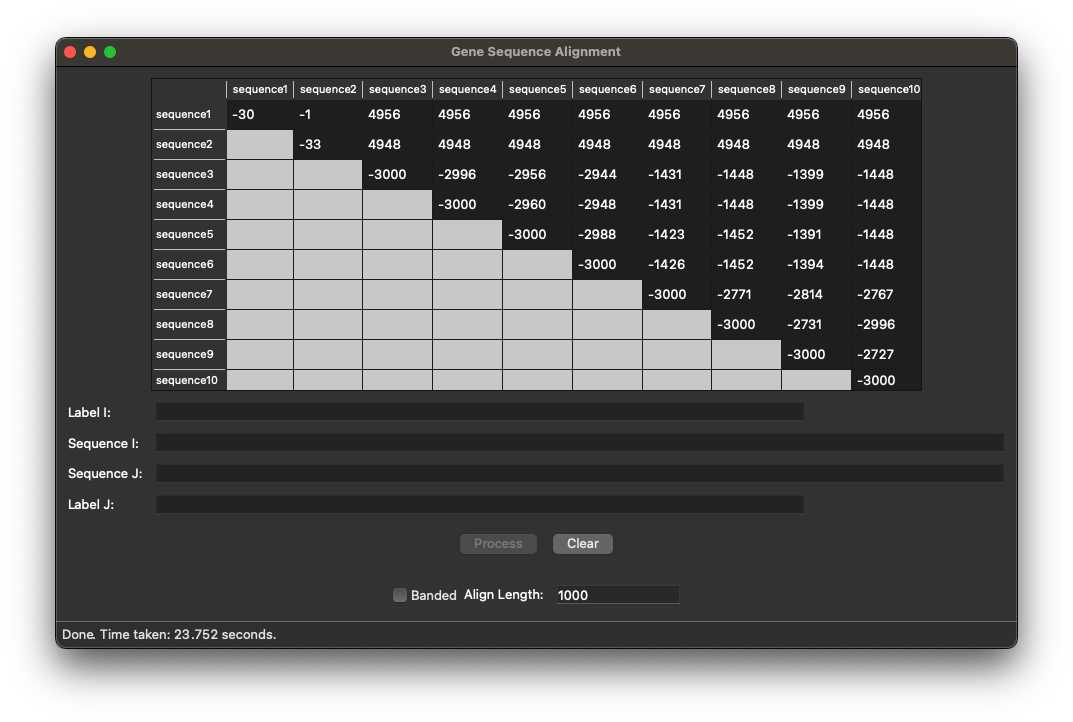 Gene Sequence Alignment
sequence1 sequence2 sequence3 sequence4 sequence5 sequence6 sequence7 sequence8 sequence9 sequence10
sequence1 -30 -1 4956 4956 4956 4956 4956 4956 4956 4956
sequence2 -33 4948 4948 4948 4948 4948 4948 4948 4948
sequence3 -3000 -2996 -2956 -2944 -1431 -1448 -1399 -1448
sequence4 -3000 -2960 -2948 -1431 -1448 -1399 -1448
sequence5 -3000 -2988 -1423 -1452 -1391 -1448
sequence6 -3000 -1426 -1452 -1394 -1448
sequence7 -3000 -2771 -2814 -2767
sequence8 -3000 -2731 -2996
sequence9 -3000 -2727
sequence10 -3000
Label I:
Sequence I:
Sequence J:
Label J:
Process Clear
Banded Align Length: 1000
Done. Time taken: 23.752 seconds.